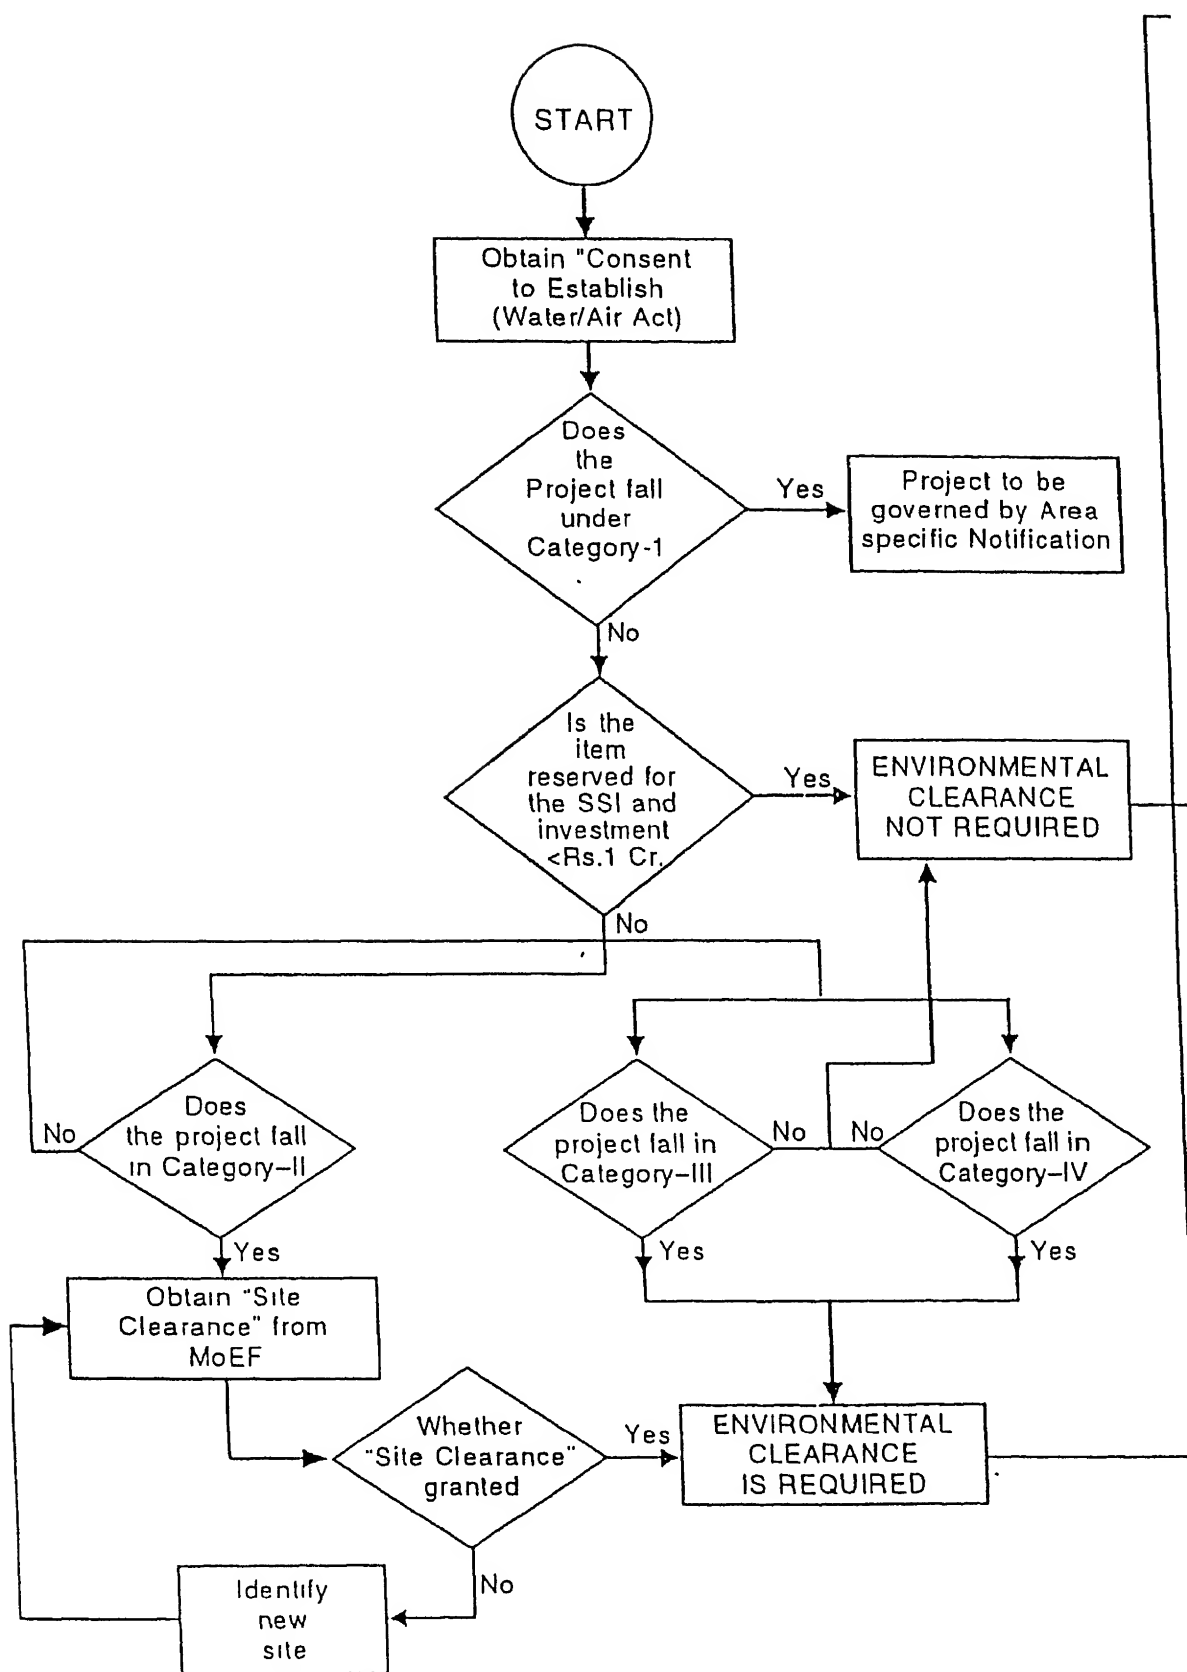 START
Obtain "Consent
to Establish
(Water/Air Act)
Does
the
Project fall
under
Category-1
Yes
Project to be
governed by Area
specific Notification
No
Is the
item
reserved for
the SSI and
investment
<Rs.1 Cr.
Yes
ENVIRONMENTAL
CLEARANCE
NOT REQUIRED
No
Does
the project fall
in Category–II
No
Does the
project fall in
Category–III
No
No
Does the
project fall in
Category–IV
Yes
Yes
Yes
Obtain "Site
Clearance" from
MoEF
Whether
"Site Clearance"
granted
Yes
ENVIRONMENTAL
CLEARANCE
IS REQUIRED
No
Identify
new
site